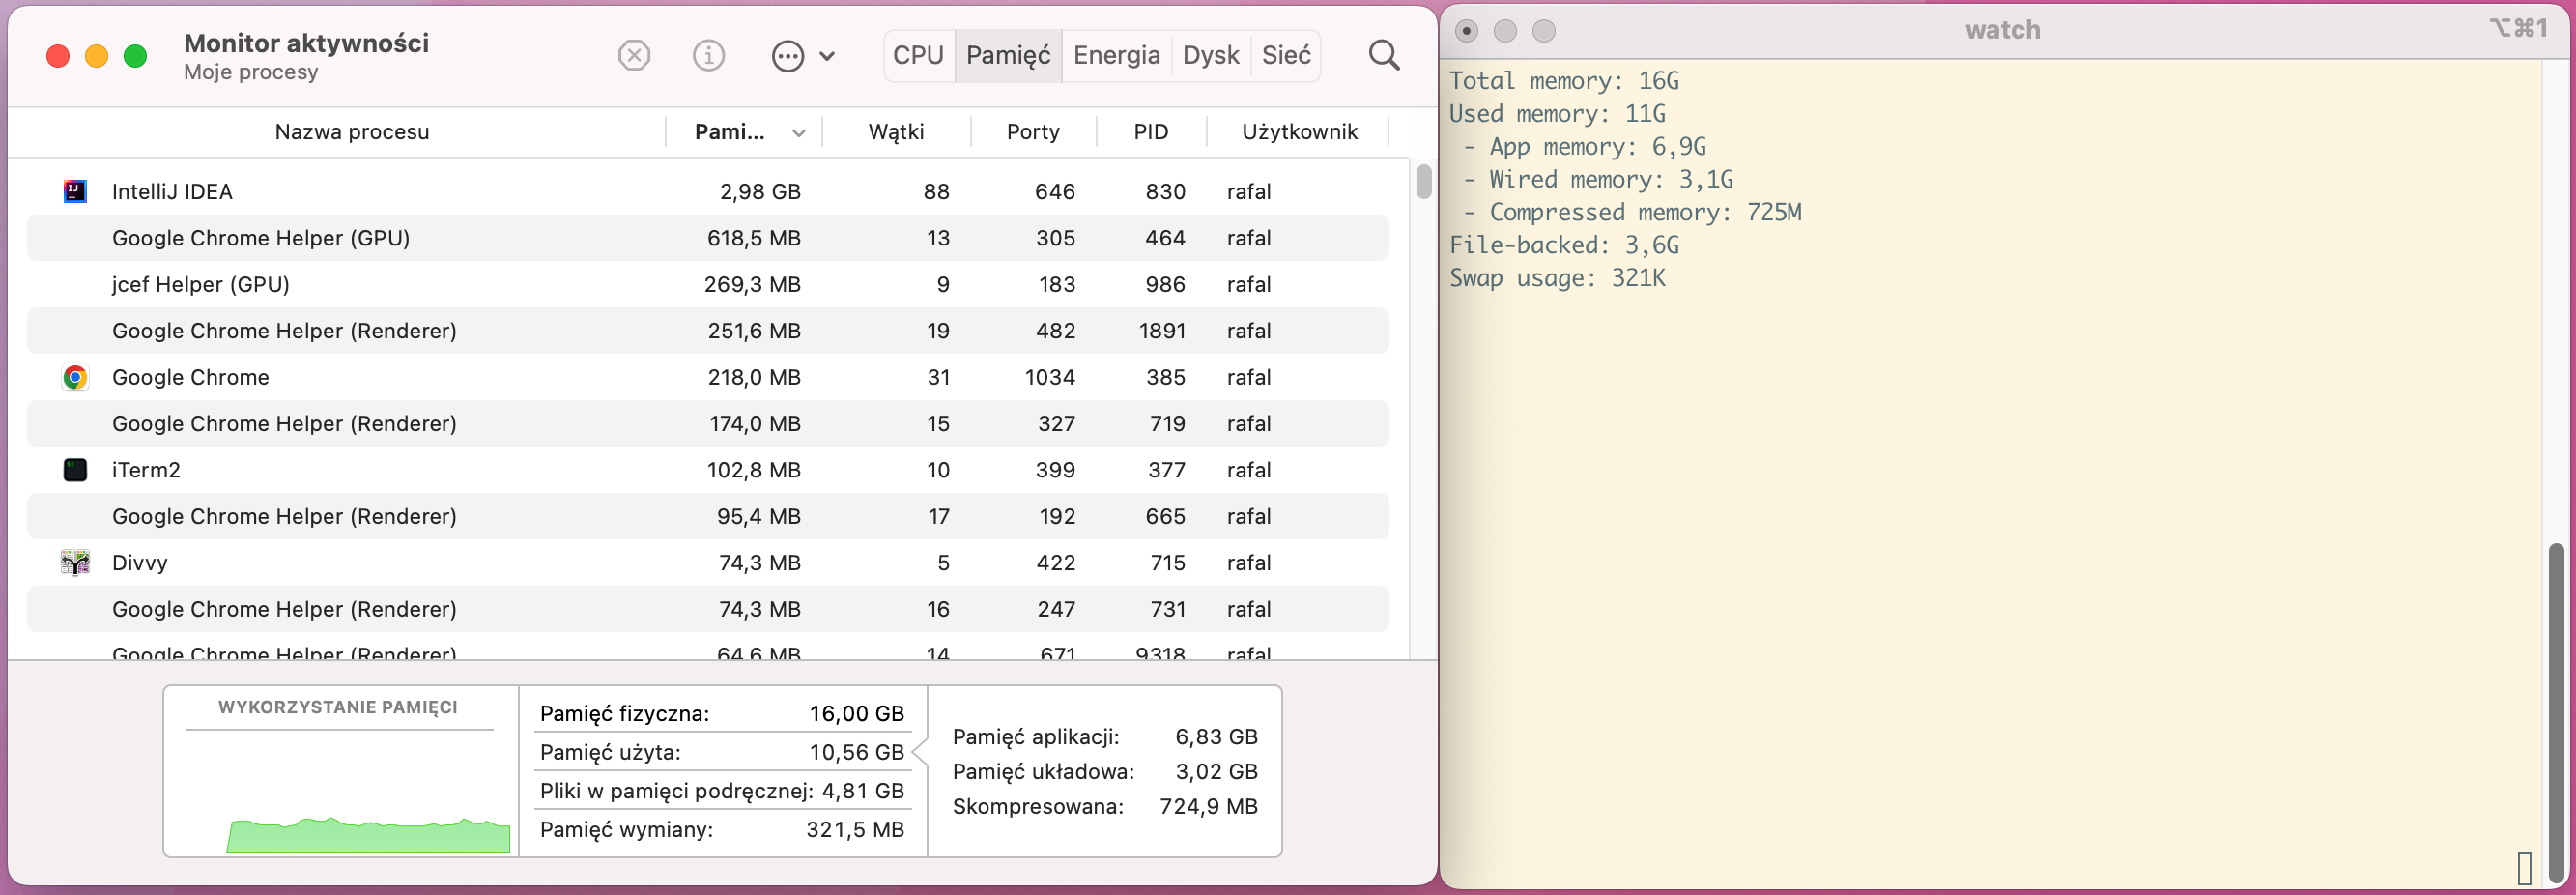 Monitor aktywności
Moje procesy
CPU Pamięć Energia Dysk Sieć
Nazwa procesu Pami... Wątki Porty PID Użytkownik
IntelliJ IDEA 2,98 GB 88 646 830 rafal
Google Chrome Helper (GPU) 618,5 MB 13 305 464 rafal
jcef Helper (GPU) 269,3 MB 9 183 986 rafal
Google Chrome Helper (Renderer) 251,6 MB 19 482 1891 rafal
Google Chrome 218,0 MB 31 1034 385 rafal
Google Chrome Helper (Renderer) 174,0 MB 15 327 719 rafal
iTerm2 102,8 MB 10 399 377 rafal
Google Chrome Helper (Renderer) 95,4 MB 17 192 665 rafal
Divvy 74,3 MB 5 422 715 rafal
Google Chrome Helper (Renderer) 74,3 MB 16 247 731 rafal
Google Chrome Helper (Renderer) 64,6 MB 14 671 9318 rafal
WYKORZYSTANIE PAMIĘCI
Pamięć fizyczna: 16,00 GB
Pamięć użyta: 10,56 GB
Pliki w pamięci podręcznej: 4,81 GB
Pamięć wymiany: 321,5 MB
Pamięć aplikacji: 6,83 GB
Pamięć układowa: 3,02 GB
Skompresowana: 724,9 MB
watch ⌥⌘1
Total memory: 16G
Used memory: 11G
- App memory: 6,9G
- Wired memory: 3,1G
- Compressed memory: 725M
File-backed: 3,6G
Swap usage: 321K